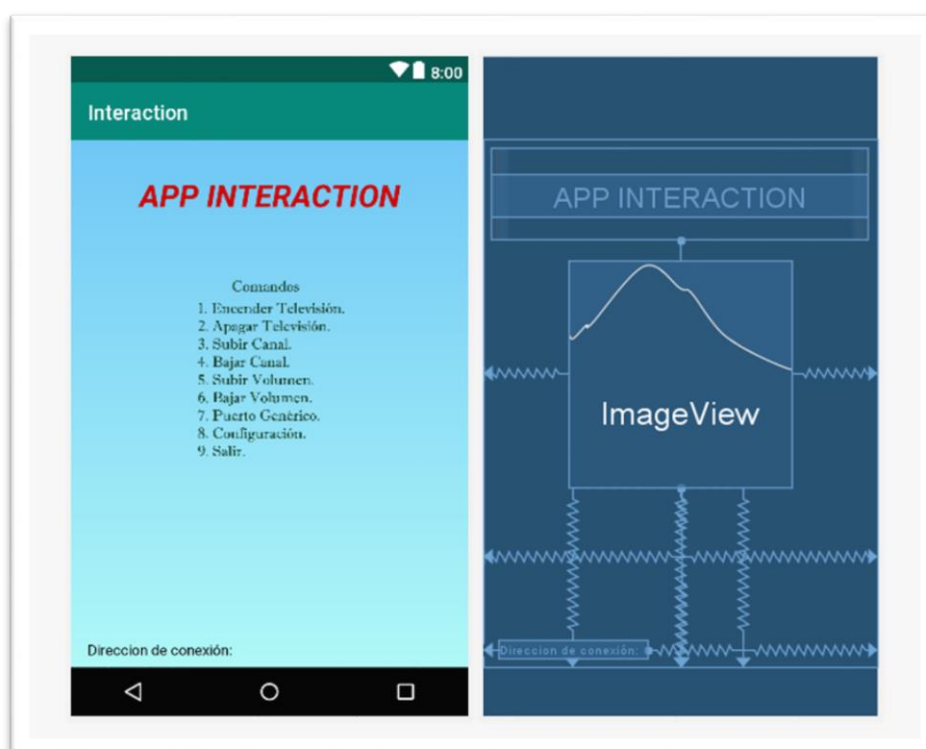 8:00
Interaction
APP INTERACTION
Comandos
1. Encender Televisión.
2. Apagar Televisión.
3. Subir Canal.
4. Bajar Canal.
5. Subir Volumen.
6. Bajar Volumen.
7. Puerto Genérico.
8. Configuración.
9. Salir.
Direccion de conexión:
APP INTERACTION
ImageView
Direccion de conexión: